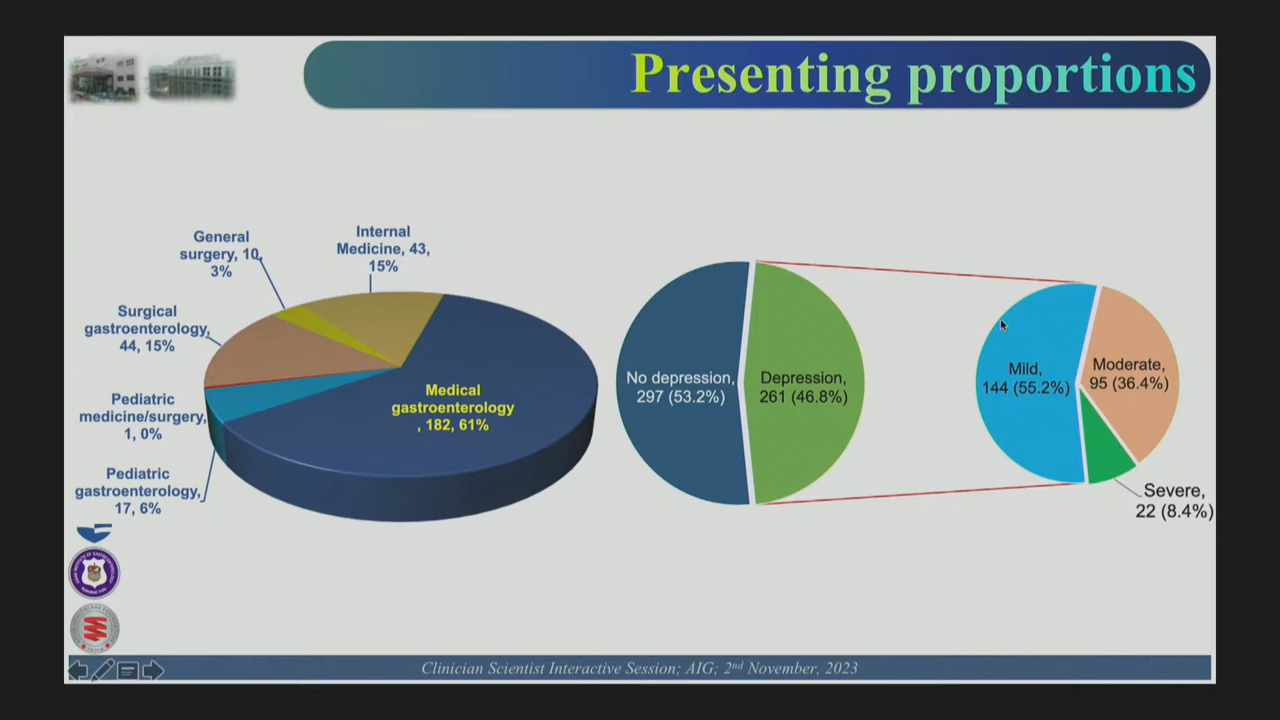 Presenting proportions
Internal
Medicine, 43,
15%
General
surgery, 10,
3%
Surgical
gastroenterology,
44, 15%
Pediatric
medicine/surgery,
1, 0%
Pediatric
gastroenterology,
17, 6%
Medical
gastroenterology
, 182, 61%
No depression,
297 (53.2%)
Depression,
261 (46.8%)
Mild,
144 (55.2%)
Moderate,
95 (36.4%)
Severe,
22 (8.4%)
Clinician Scientist Interactive Session; AIG; 2nd November, 2023